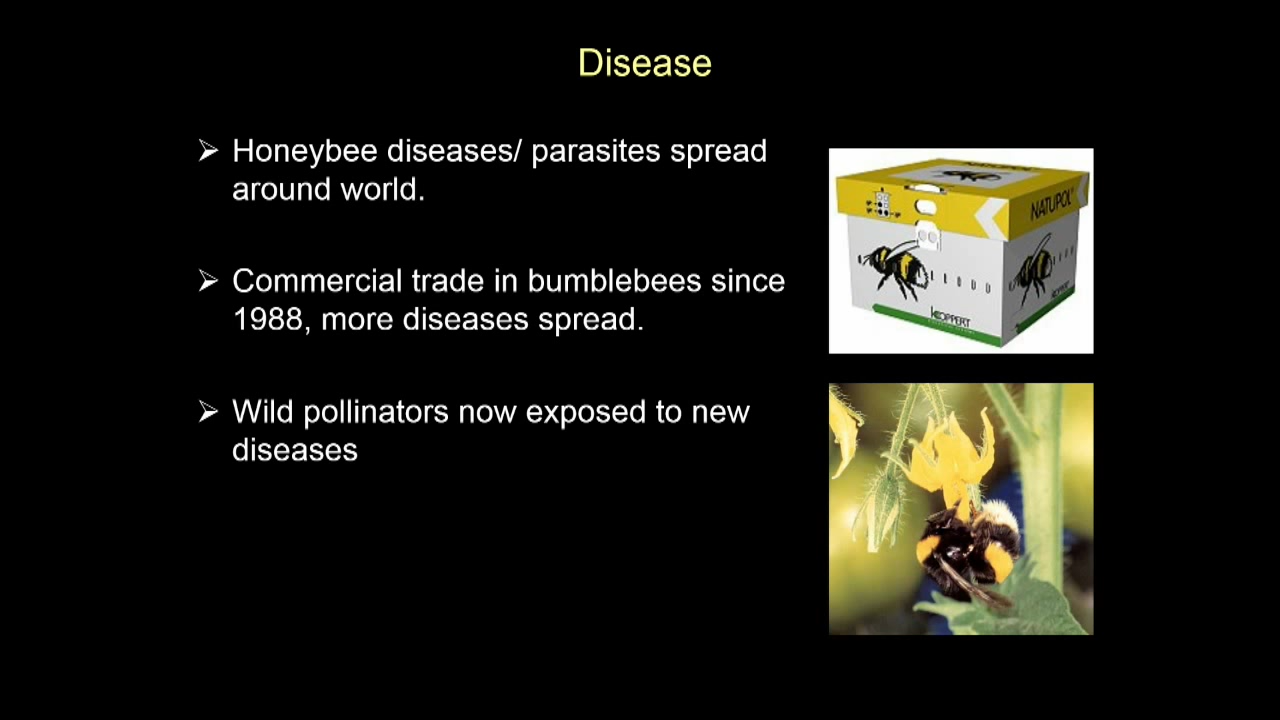 Disease
➢ Honeybee diseases/ parasites spread
around world.
➢ Commercial trade in bumblebees since
1988, more diseases spread.
➢ Wild pollinators now exposed to new
diseases
NATUPOL
KOPPERT